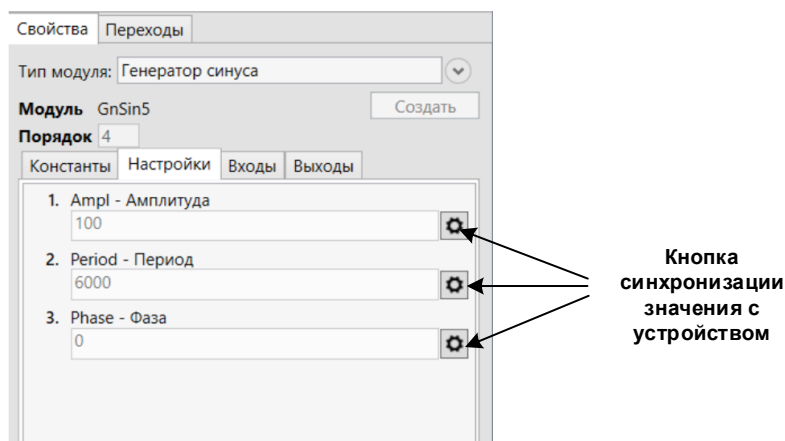 Свойства Переходы
Тип модуля: Генератор синуса
Модуль GnSin5 Создать
Порядок 4
Константы Настройки Входы Выходы
1. Ampl - Амплитуда
100
2. Period - Период
6000
3. Phase - Фаза
0
Кнопка
синхронизации
значения с
устройством